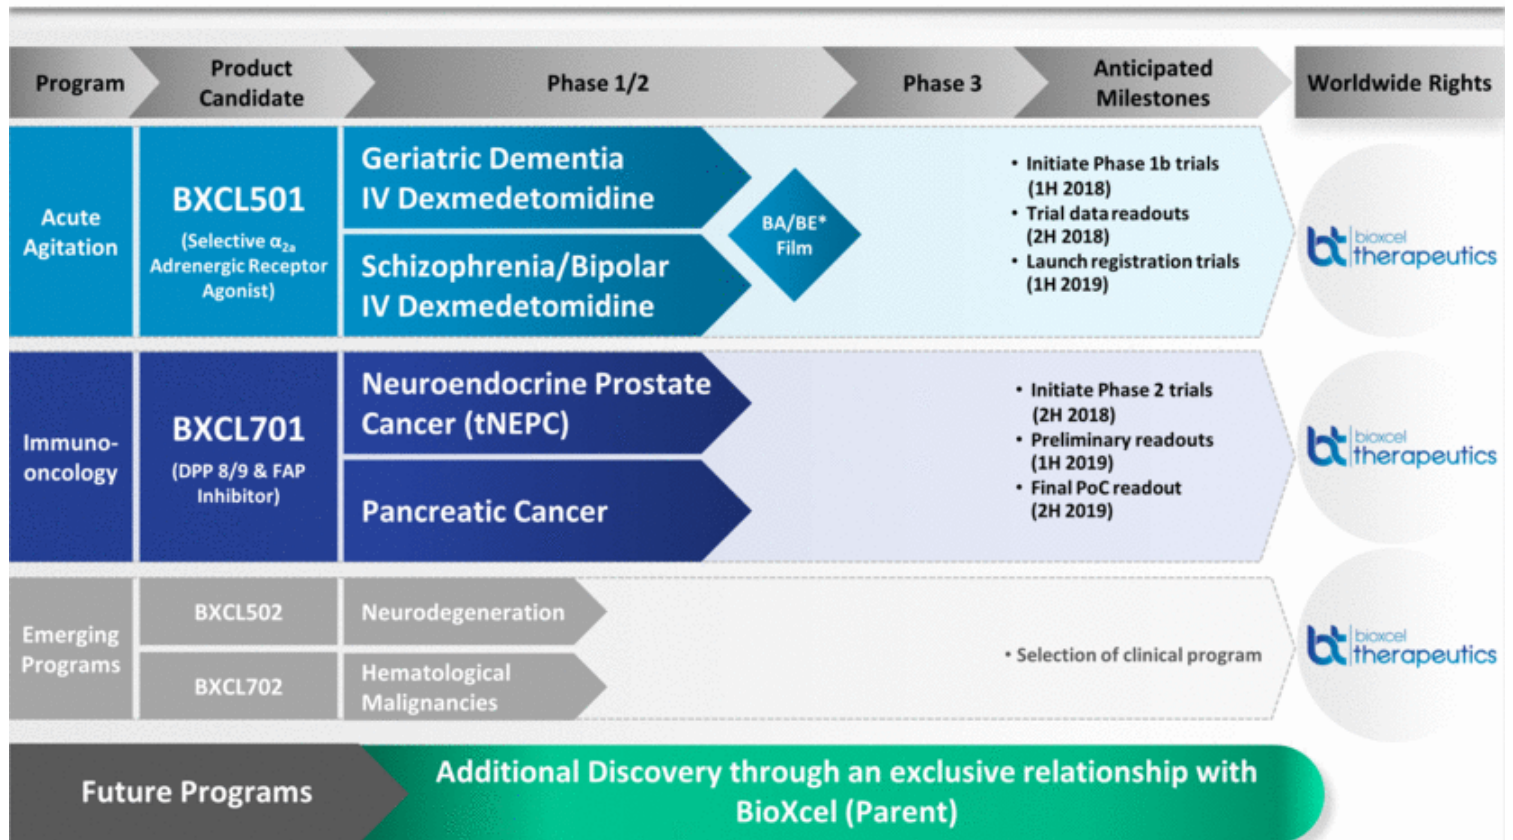 Program
Product
Candidate
Phase 1/2
Phase 3
Anticipated
Milestones
Worldwide Rights
Acute
Agitation
BXCL501
(Selective α2a
Adrenergic Receptor
Agonist)
Geriatric Dementia
IV Dexmedetomidine
Schizophrenia/Bipolar
IV Dexmedetomidine
BA/BE*
Film
• Initiate Phase 1b trials
(1H 2018)
• Trial data readouts
(2H 2018)
• Launch registration trials
(1H 2019)
bt bioxcel
therapeutics
Immuno-
oncology
BXCL701
(DPP 8/9 & FAP
Inhibitor)
Neuroendocrine Prostate
Cancer (tNEPC)
Pancreatic Cancer
• Initiate Phase 2 trials
(2H 2018)
• Preliminary readouts
(1H 2019)
• Final PoC readout
(2H 2019)
bt bioxcel
therapeutics
Emerging
Programs
BXCL502
Neurodegeneration
BXCL702
Hematological
Malignancies
• Selection of clinical program
bt bioxcel
therapeutics
Future Programs
Additional Discovery through an exclusive relationship with
BioXcel (Parent)